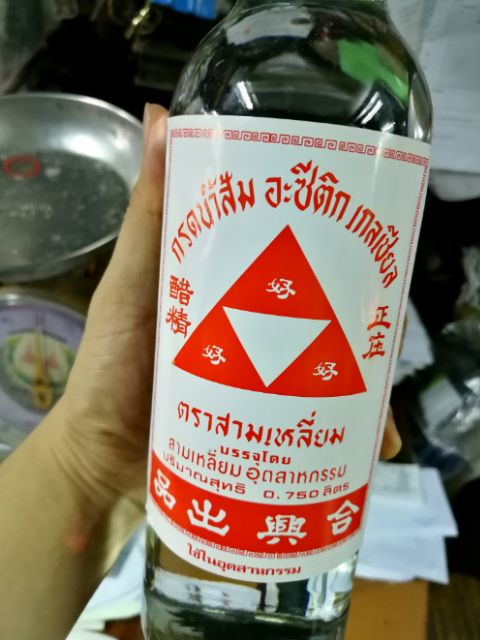 กรดน้ำส้ม อะซีติก เกลเซียล
好
醋精
正庄
好 好
ตราสามเหลี่ยม
บรรจุโดย
สามเหลี่ยมอุตสาหกรรม
ปริมาณสุทธิ 0.750 ลิตร
品出興合
ใช้ในอุตสาหกรรม